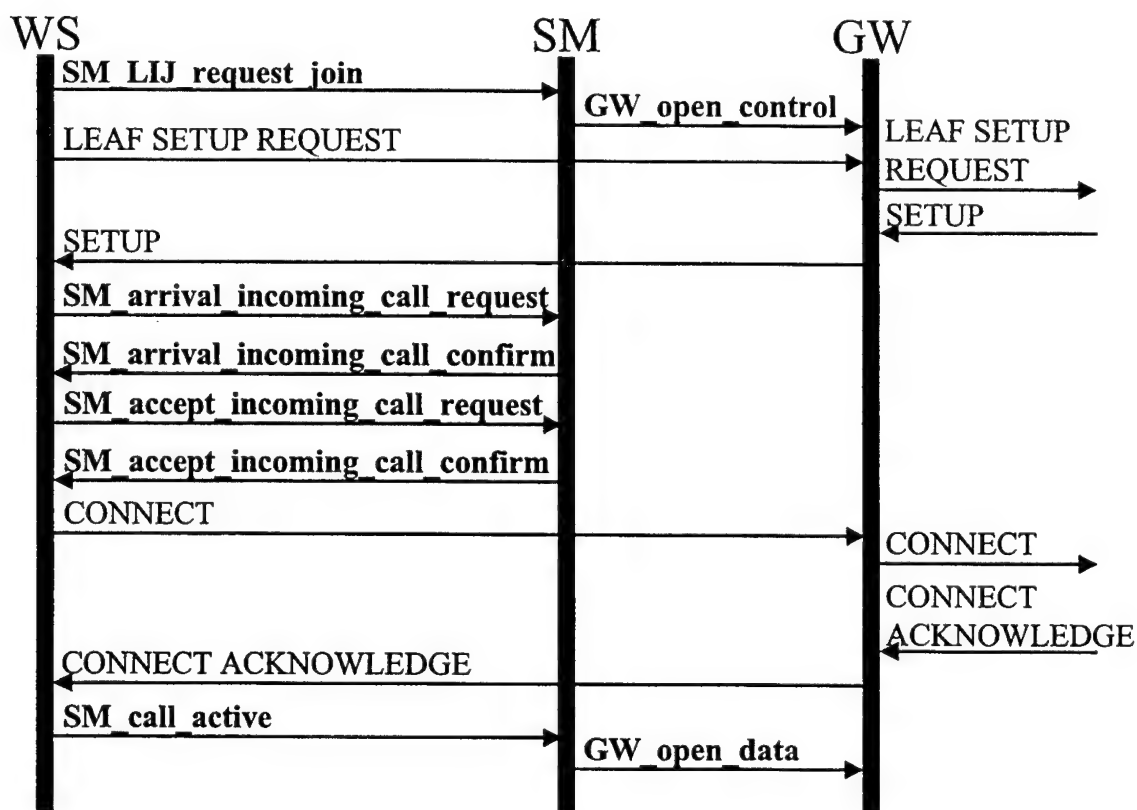 WS SM GW
SM_LIJ_request_join
GW_open_control
LEAF SETUP REQUEST
LEAF SETUP
REQUEST
SETUP
SETUP
SM_arrival_incoming_call_request
SM_arrival_incoming_call_confirm
SM_accept_incoming_call_request
SM_accept_incoming_call_confirm
CONNECT
CONNECT
CONNECT
ACKNOWLEDGE
CONNECT ACKNOWLEDGE
SM_call_active
GW_open_data